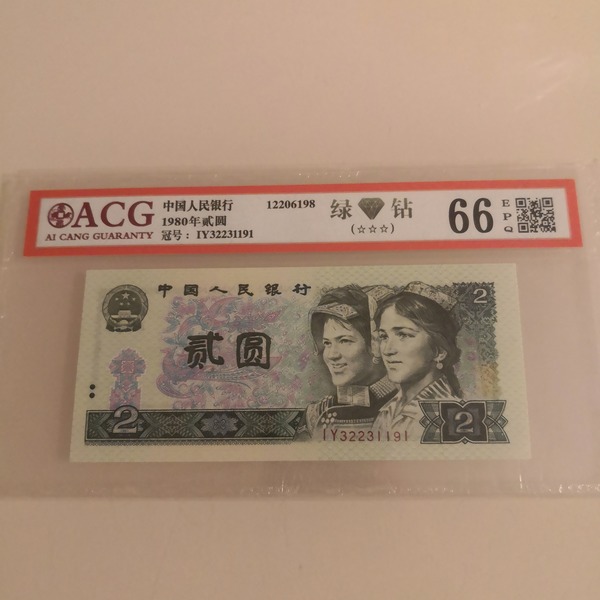 ACG
AI CANG GUARANTY
中国人民银行 12206198
1980年贰圆
冠号: IY32231191
绿 钻
(☆☆☆)
66
EPQ
中国人民银行
2
贰圆
2
IY32231191
2